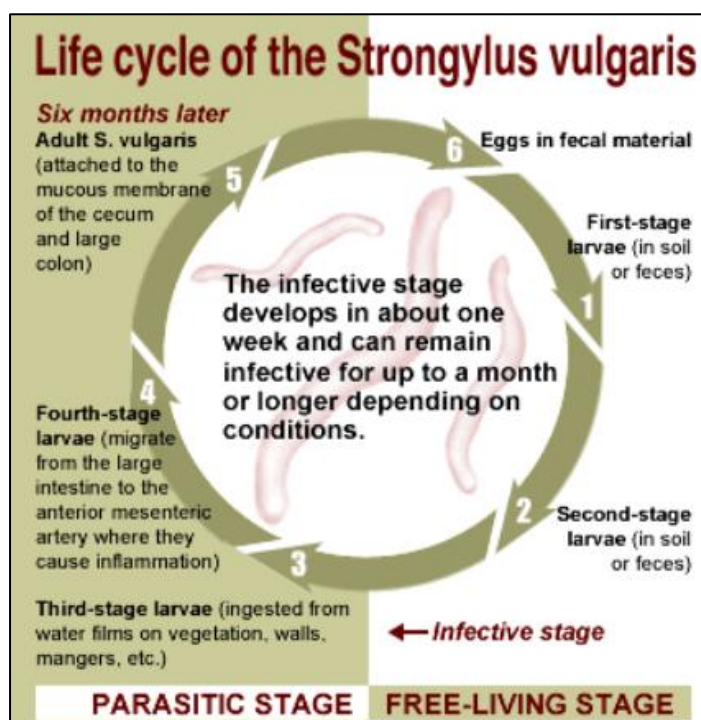 Life cycle of the Strongylus vulgaris
Six months later
Adult S. vulgaris
(attached to the
mucous membrane
of the cecum
and large
colon)
5
6
Eggs in fecal material
First-stage
larvae (in soil
or feces)
1
The infective stage
develops in about one
week and can remain
infective for up to a month
or longer depending on
conditions.
4
Fourth-stage
larvae (migrate
from the large
intestine to the
anterior mesenteric
artery where they
cause inflammation)
2
Second-stage
larvae (in soil
or feces)
3
Third-stage larvae (ingested from
water films on vegetation, walls,
mangers, etc.)
Infective stage
PARASITIC STAGE
FREE-LIVING STAGE